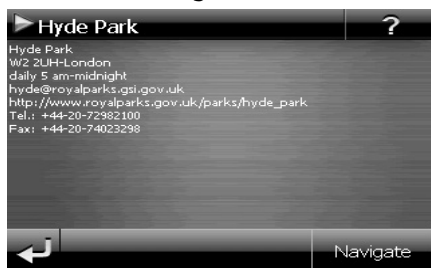 Hyde Park
?
Hyde Park
W2 2UH-London
daily 5 am-midnight
hyde@royalparks.gsi.gov.uk
http://www.royalparks.gov.uk/parks/hyde_park
Tel.: +44-20-72982100
Fax: +44-20-74023298
Navigate